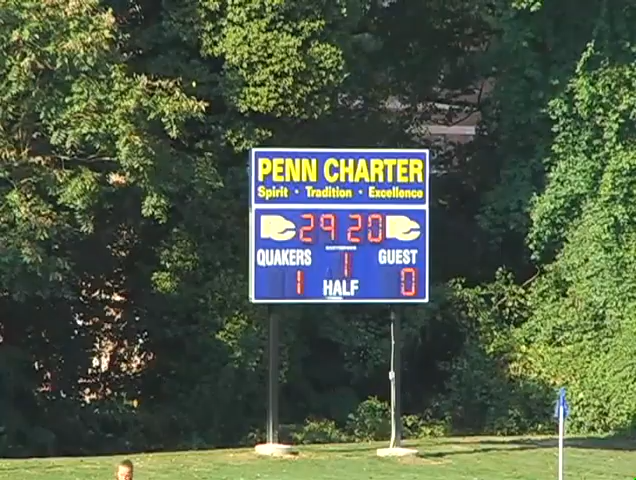 PENN CHARTER
Spirit · Tradition · Excellence
29 20
QUAKERS 1 GUEST
1 HALF 0